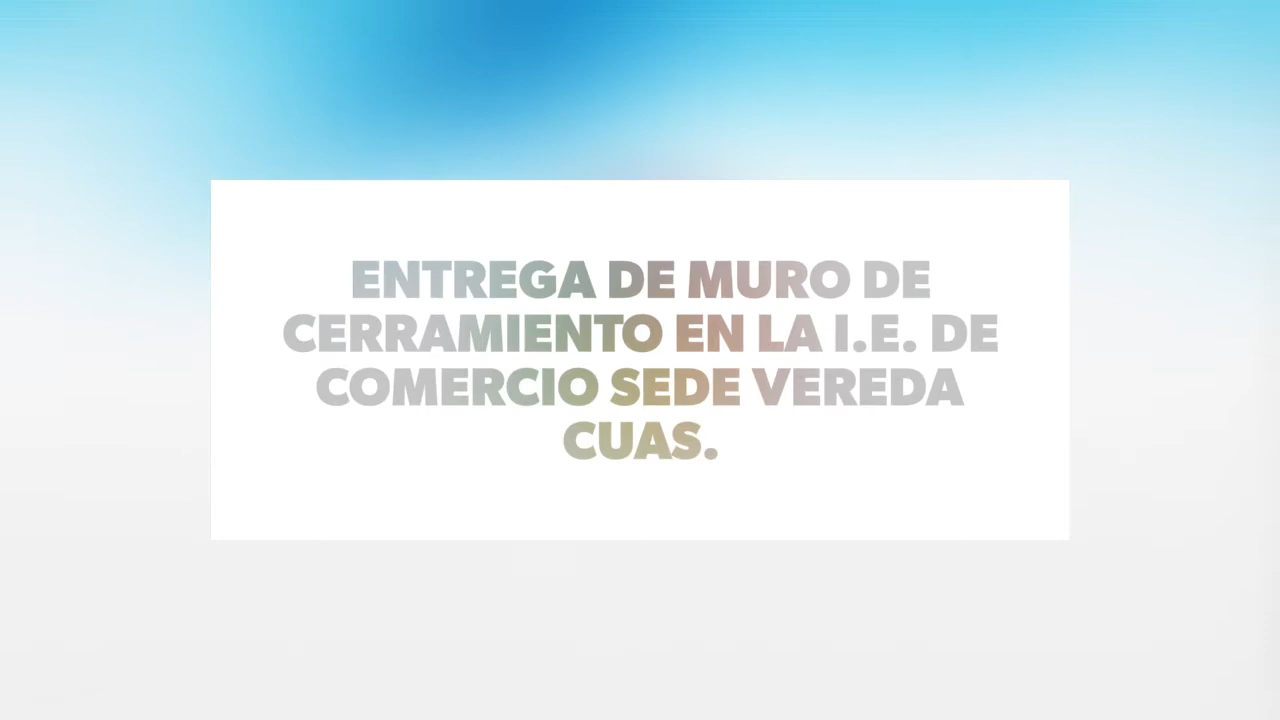 ENTREGA DE MURO DE
CERRAMIENTO EN LA I.E. DE
COMERCIO SEDE VEREDA
CUAS.